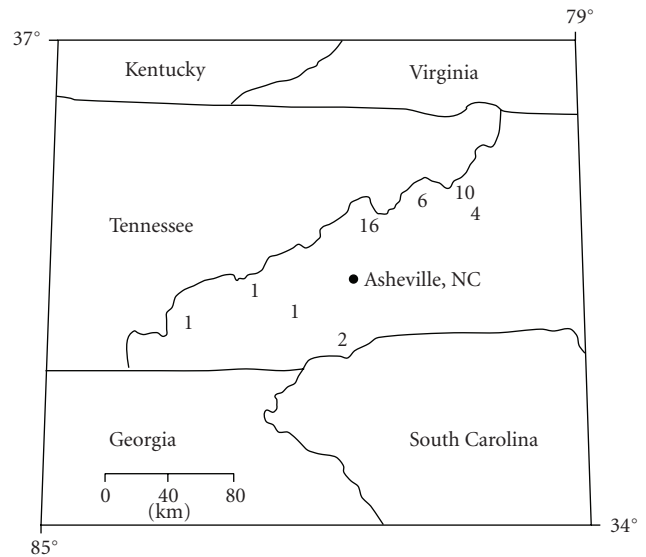 79°
37°
Kentucky
Virginia
10
6
4
Tennessee
16
Asheville, NC
1
1
1
2
Georgia
South Carolina
0 40 80
(km)
34°
85°